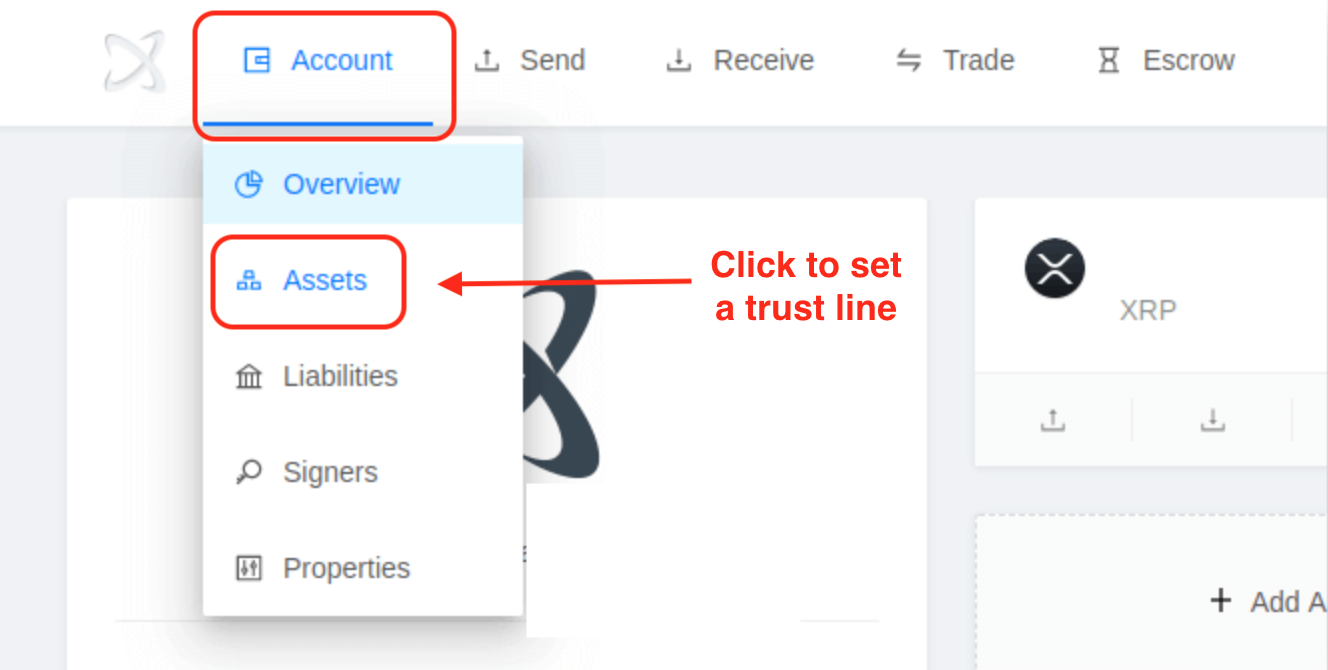 Account Send Receive Trade Escrow
Overview
Assets
Click to set
a trust line
XRP
Liabilities
Signers
Properties
Add A